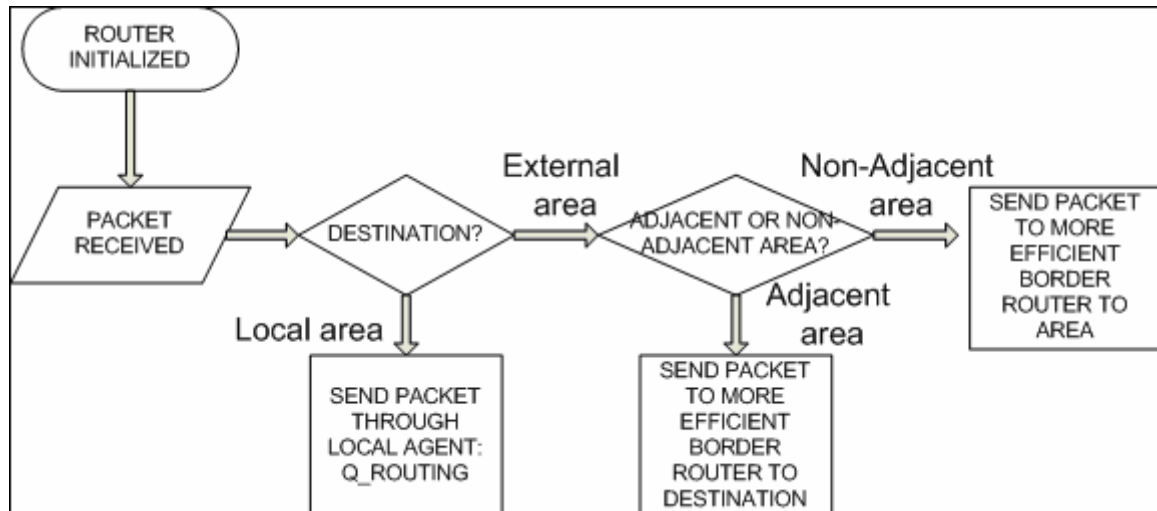 ROUTER
INITIALIZED
PACKET
RECEIVED
DESTINATION?
External
area
ADJACENT OR NON-
ADJACENT AREA?
Non-Adjacent
area
SEND PACKET
TO MORE
EFFICIENT
BORDER
ROUTER TO
AREA
Local area
SEND PACKET
THROUGH
LOCAL AGENT:
Q_ROUTING
Adjacent
area
SEND PACKET
TO MORE
EFFICIENT
BORDER
ROUTER TO
DESTINATION